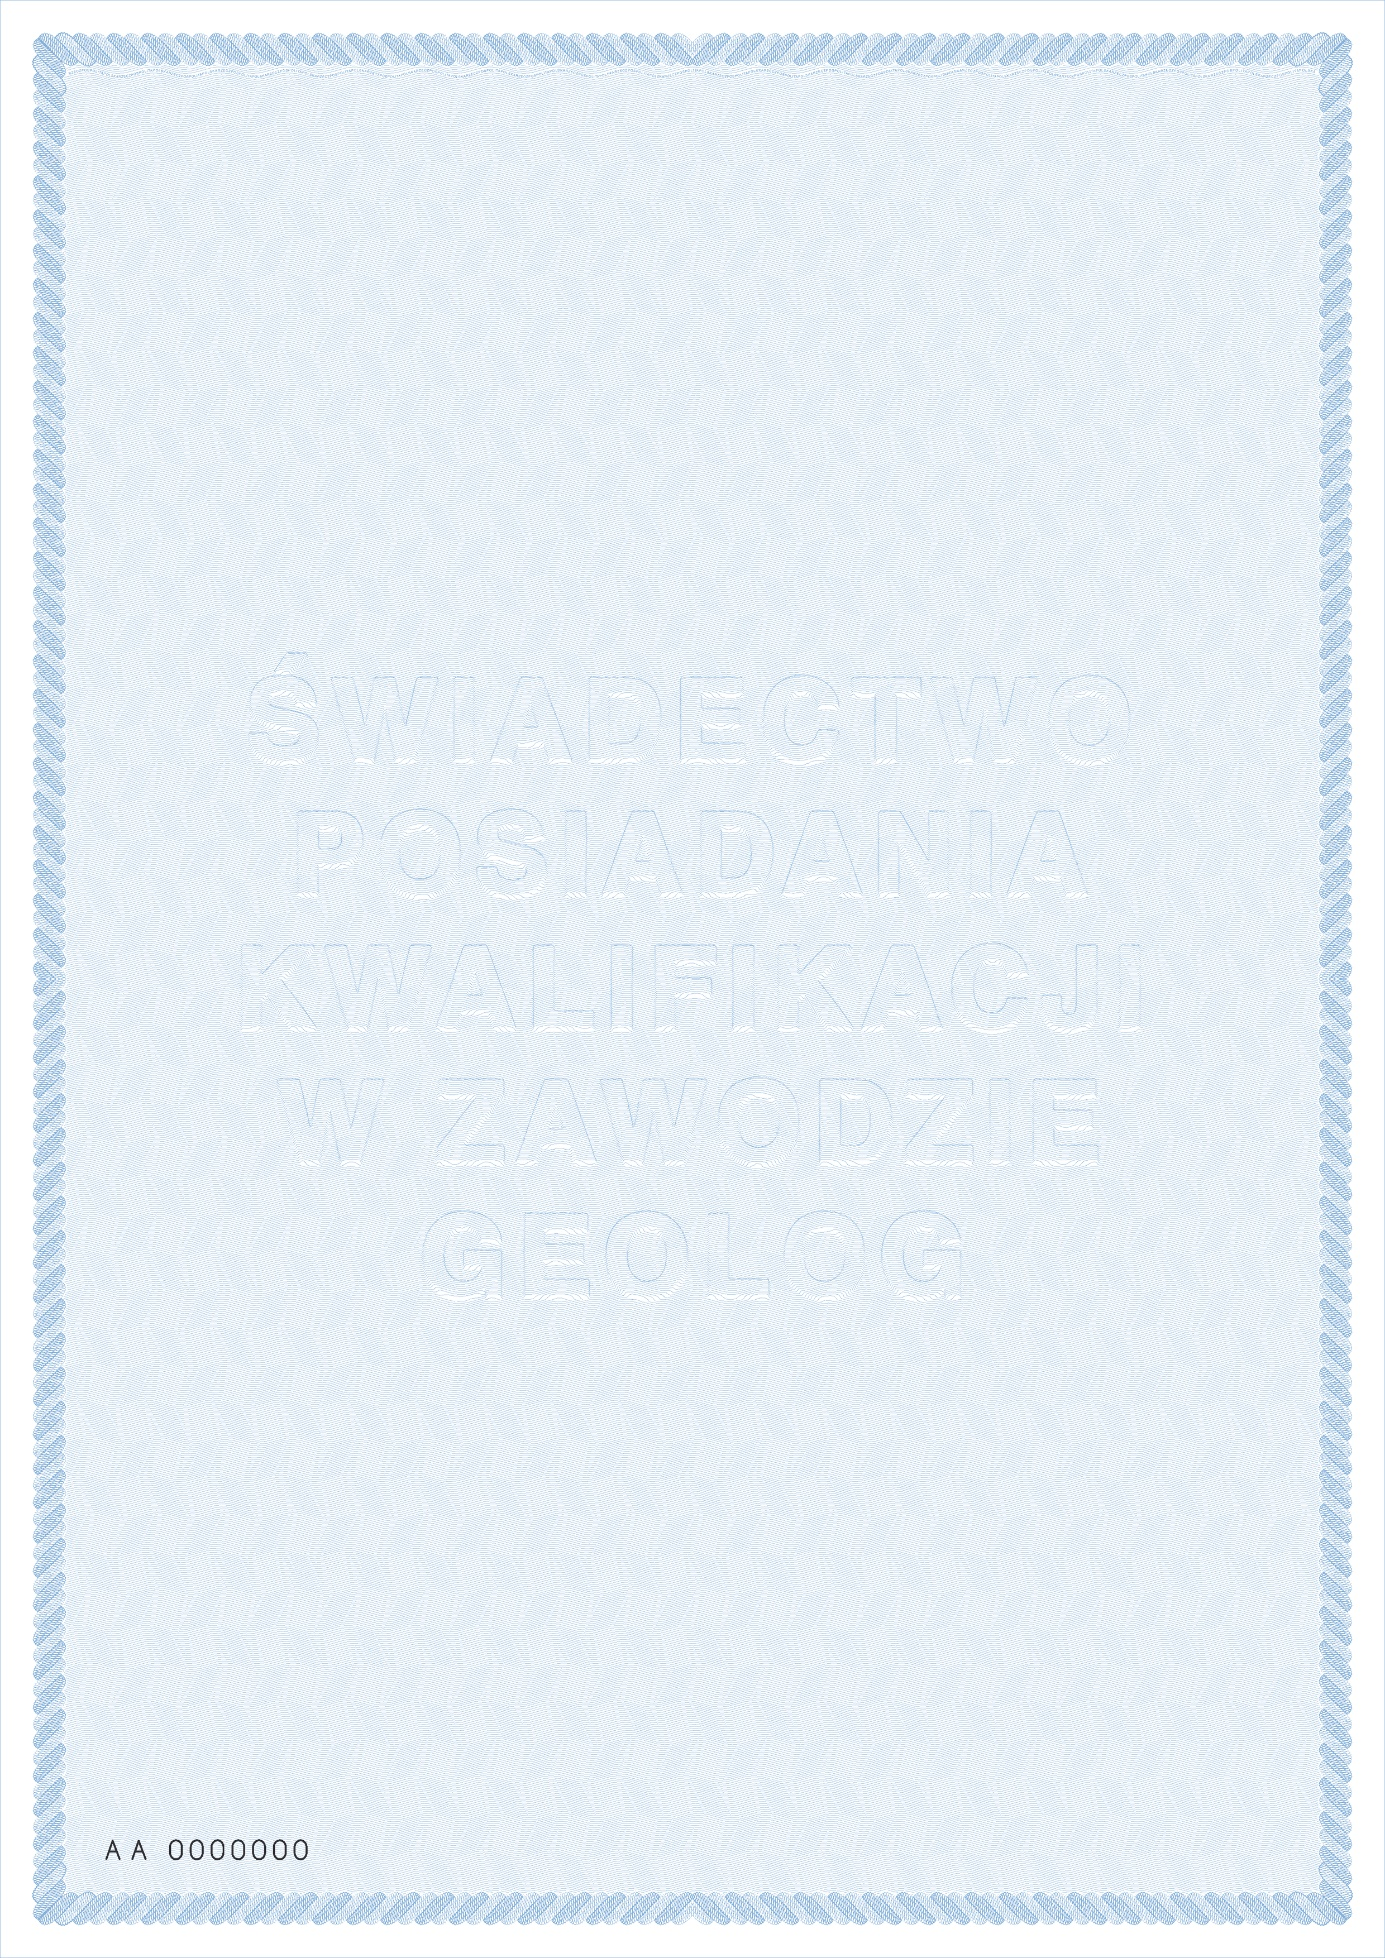 ŚWIADECTWO
POSIADANIA
KWALIFIKACJI
W ZAWODZIE
GEOLOG
AA 0000000